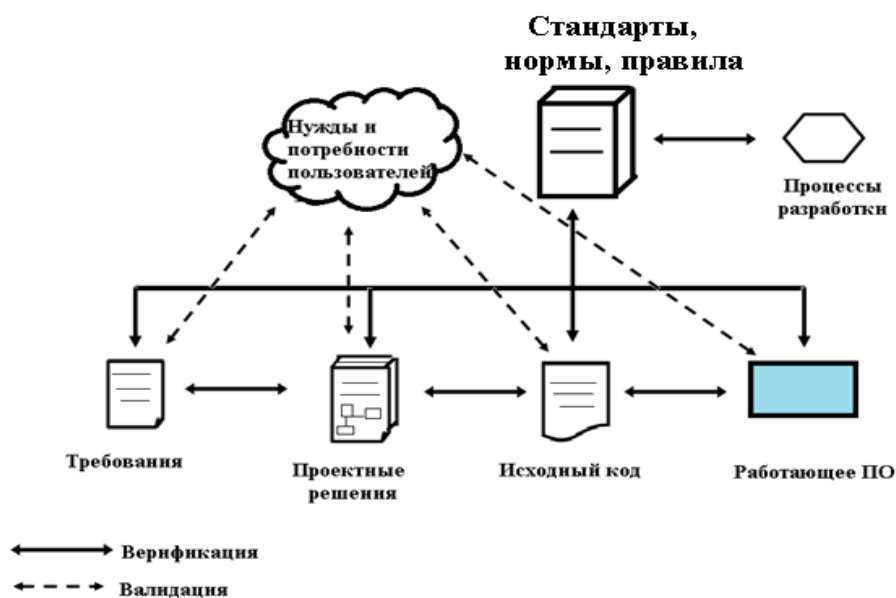 Стандарты,
нормы, правила
Нужды и
потребности
пользователей
Процессы
разработки
Требования
Проектные
решения
Исходный код
Работающее ПО
Верификация
Валидация